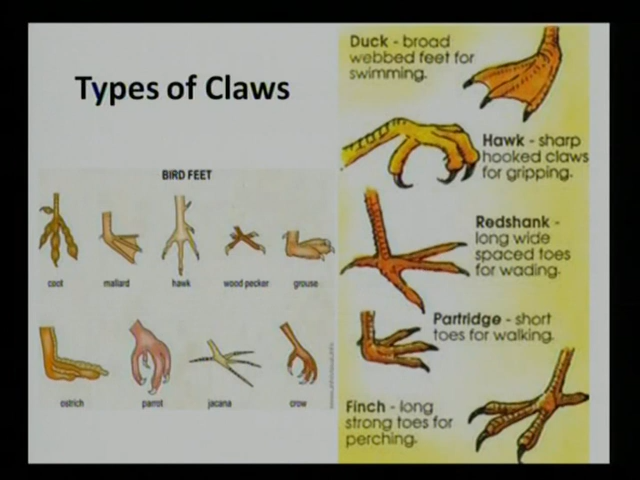 Types of Claws
BIRD FEET
coot
mallard
hawk
wood pecker
grouse
ostrich
parrot
jacana
crow
Duck - broad
webbed feet for
swimming.
Hawk - sharp
hooked claws
for gripping.
Redshank -
long wide
spaced toes
for wading.
Partridge - short
toes for walking.
Finch - long
strong toes for
perching.